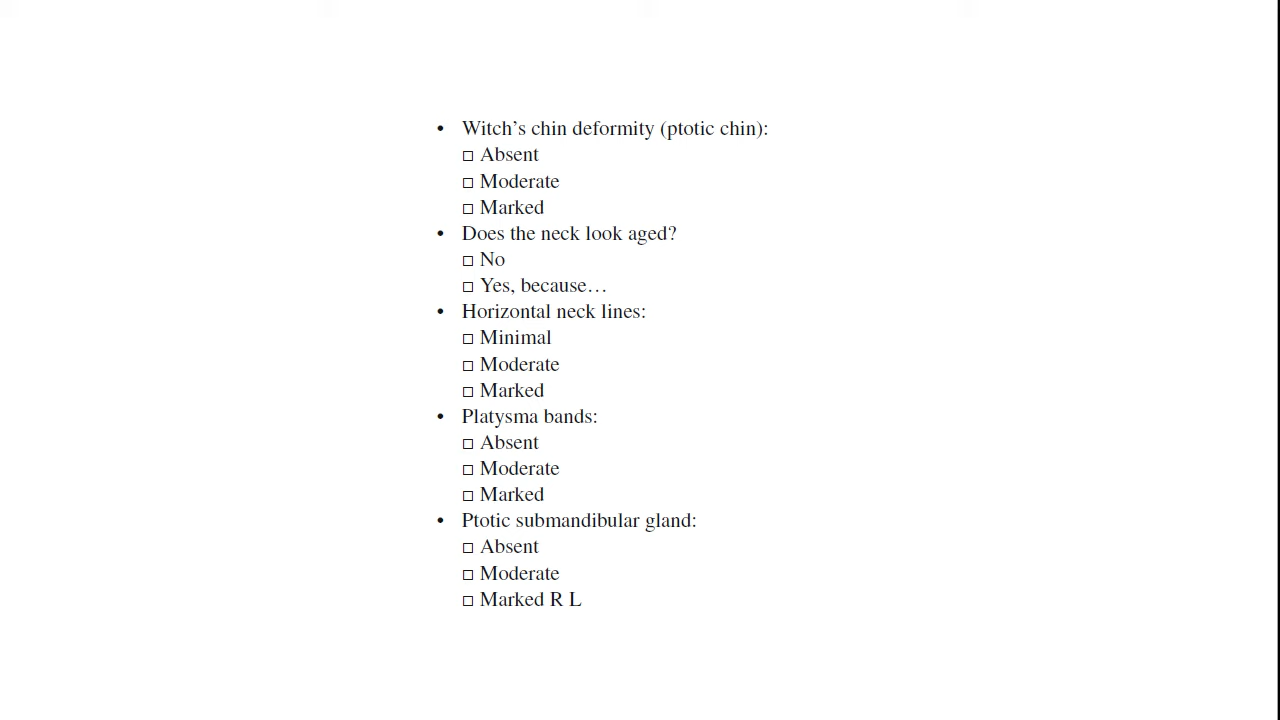 • Witch’s chin deformity (ptotic chin):
□ Absent
□ Moderate
□ Marked
• Does the neck look aged?
□ No
□ Yes, because…
• Horizontal neck lines:
□ Minimal
□ Moderate
□ Marked
• Platysma bands:
□ Absent
□ Moderate
□ Marked
• Ptotic submandibular gland:
□ Absent
□ Moderate
□ Marked R L